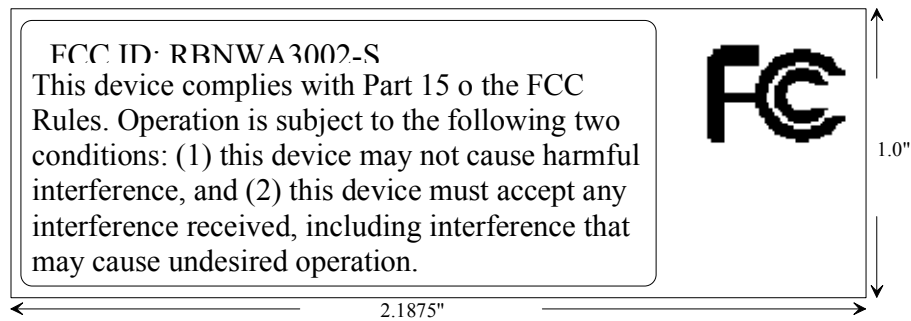 FCC ID: RBNWA3002-S
This device complies with Part 15 o the FCC
Rules. Operation is subject to the following two
conditions: (1) this device may not cause harmful
interference, and (2) this device must accept any
interference received, including interference that
may cause undesired operation.
FCC
1.0"
2.1875"